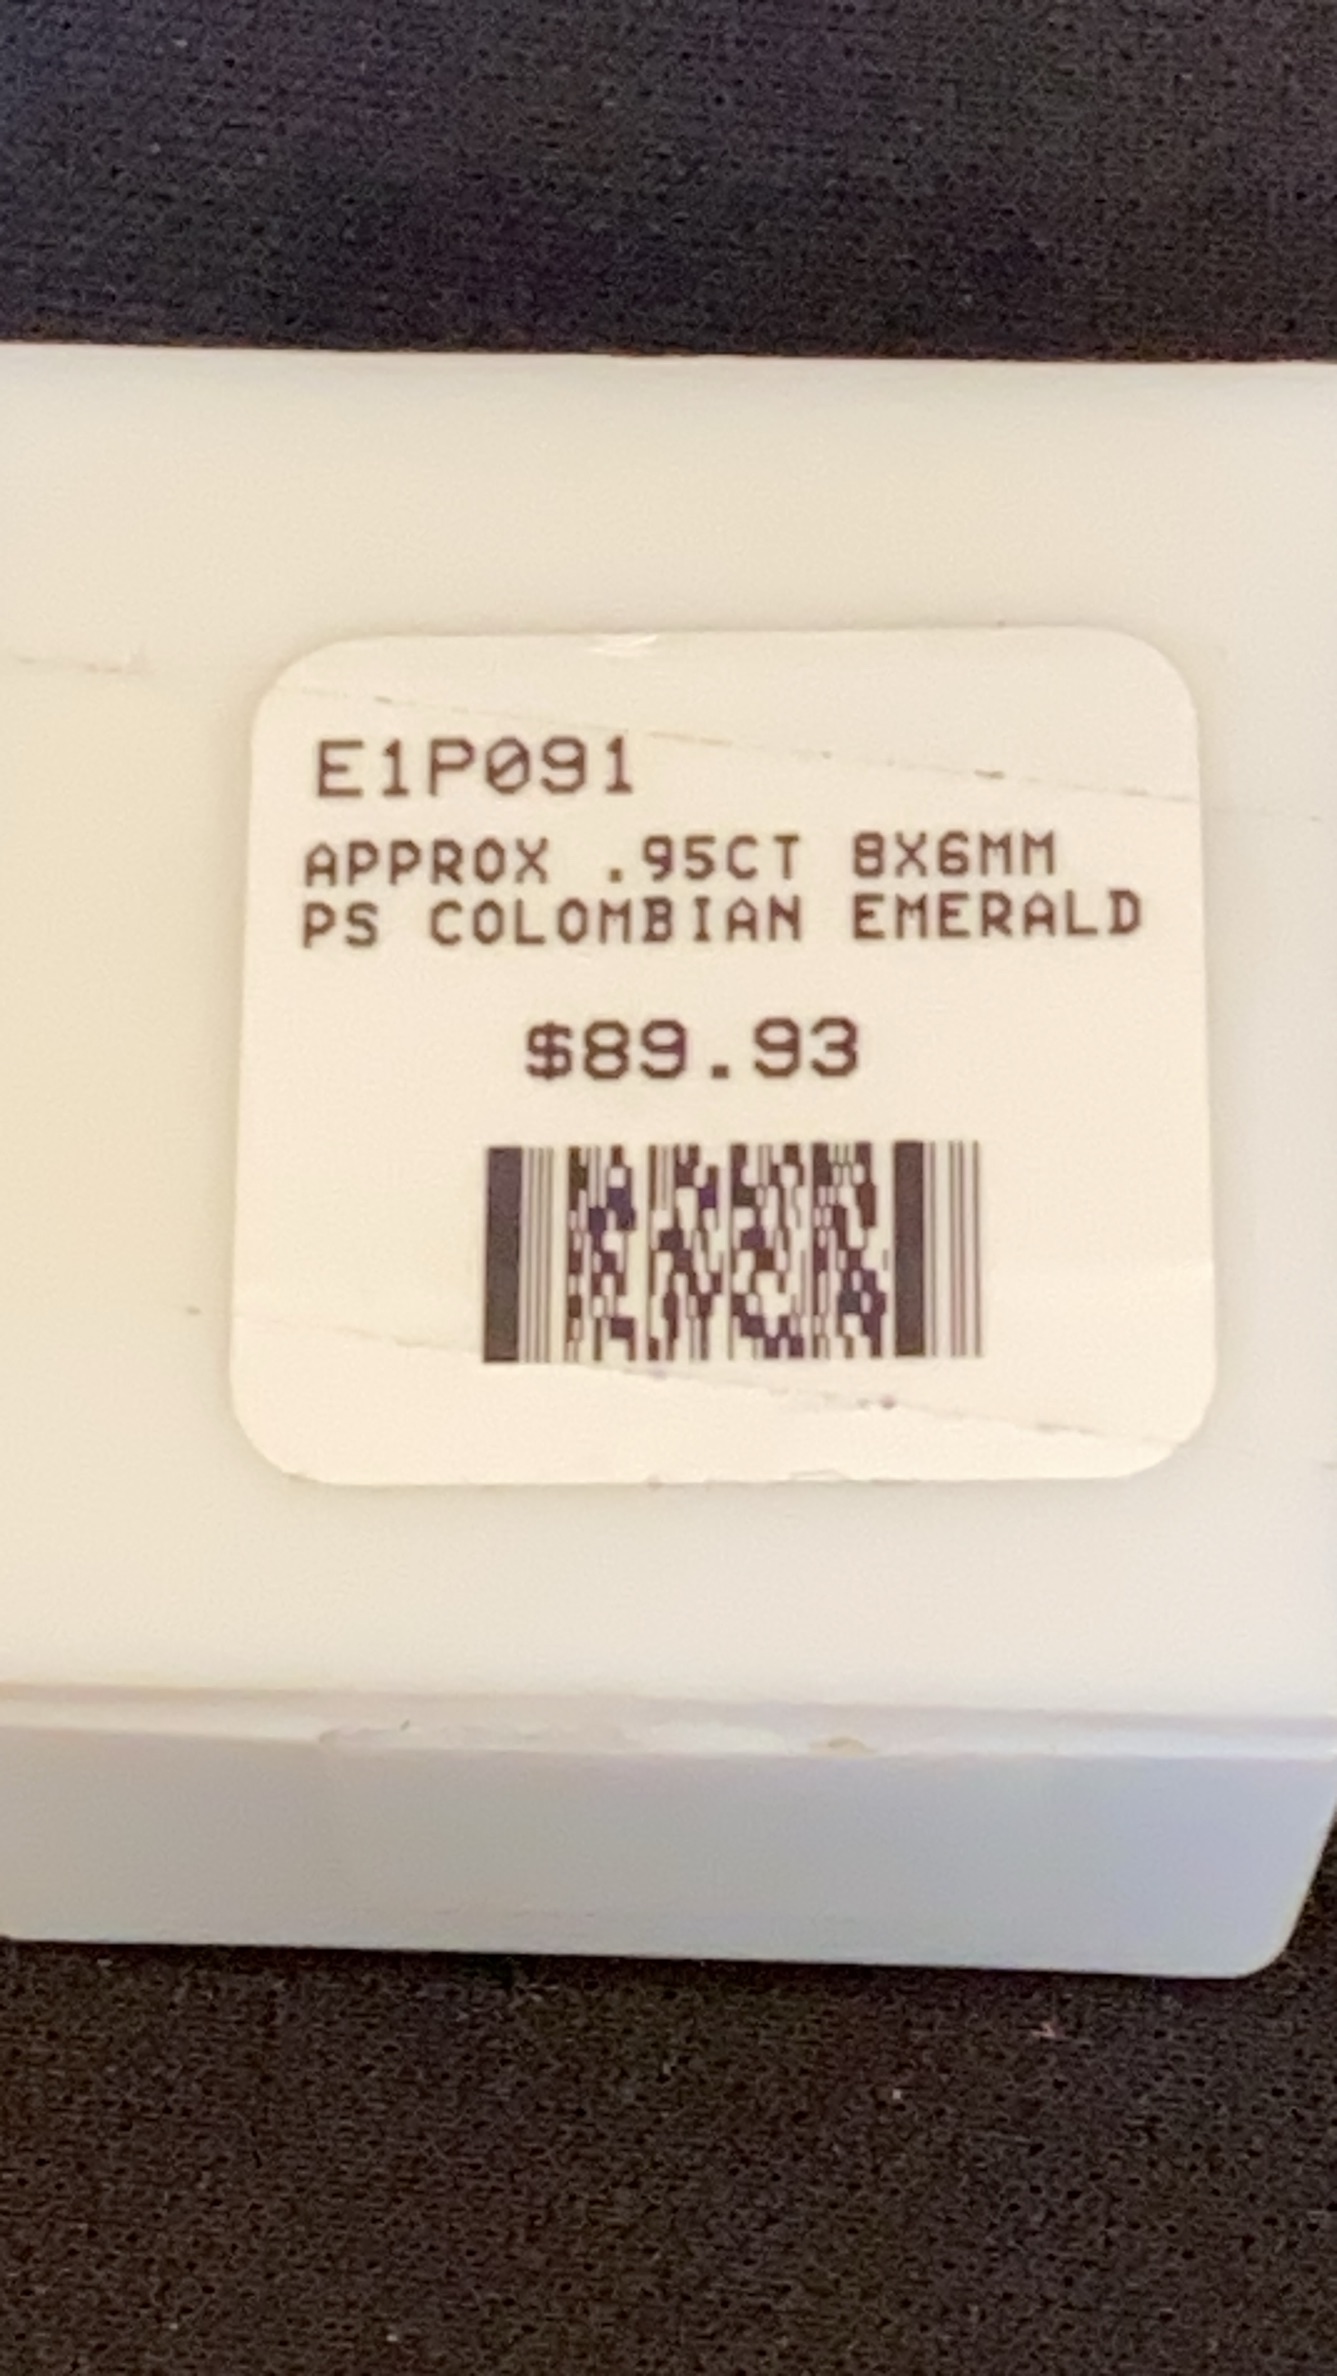 E1P091
APPROX .95CT 8X6MM
PS COLOMBIAN EMERALD
$89.93